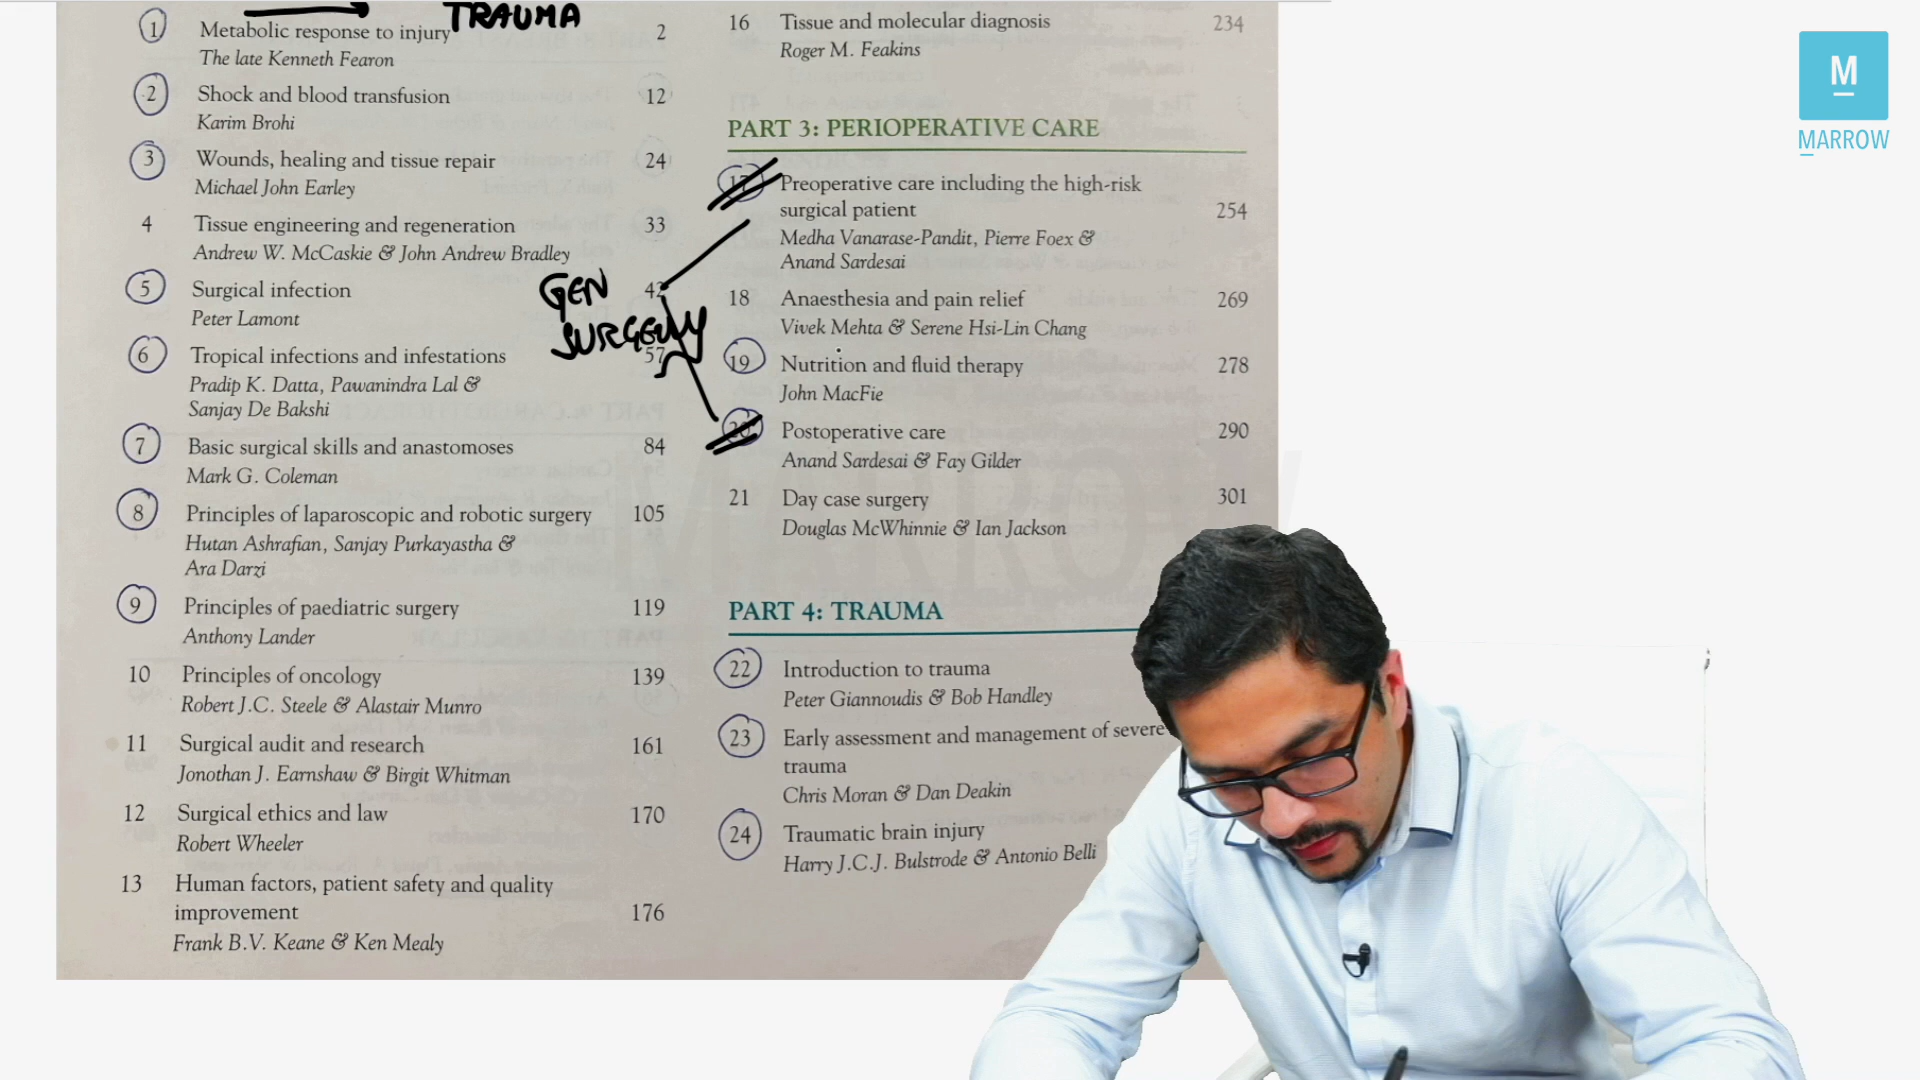 TRAUMA
1 Metabolic response to injury 2
The late Kenneth Fearon
2 Shock and blood transfusion 12
Karim Brohi
3 Wounds, healing and tissue repair 24
Michael John Earley
4 Tissue engineering and regeneration 33
Andrew W. McCaskie & John Andrew Bradley
5 Surgical infection 42
Peter Lamont
6 Tropical infections and infestations 57
Pradip K. Datta, Pawanindra Lal &
Sanjay De Bakshi
7 Basic surgical skills and anastomoses 84
Mark G. Coleman
8 Principles of laparoscopic and robotic surgery 105
Hutan Ashrafian, Sanjay Purkayastha &
Ara Darzi
9 Principles of paediatric surgery 119
Anthony Lander
10 Principles of oncology 139
Robert J.C. Steele & Alastair Munro
11 Surgical audit and research 161
Jonothan J. Earnshaw & Birgit Whitman
12 Surgical ethics and law 170
Robert Wheeler
13 Human factors, patient safety and quality
improvement 176
Frank B.V. Keane & Ken Mealy
GEN
SURGERY
16 Tissue and molecular diagnosis 234
Roger M. Feakins
PART 3: PERIOPERATIVE CARE
17 Preoperative care including the high-risk
surgical patient 254
Medha Vanarase-Pandit, Pierre Foex &
Anand Sardesai
18 Anaesthesia and pain relief 269
Vivek Mehta & Serene Hsi-Lin Chang
19 Nutrition and fluid therapy 278
John MacFie
20 Postoperative care 290
Anand Sardesai & Fay Gilder
21 Day case surgery 301
Douglas McWhinnie & Ian Jackson
PART 4: TRAUMA
22 Introduction to trauma
Peter Giannoudis & Bob Handley
23 Early assessment and management of severe
trauma
Chris Moran & Dan Deakin
24 Traumatic brain injury
Harry J.C.J. Bulstrode & Antonio Belli
M
MARROW
MARROW